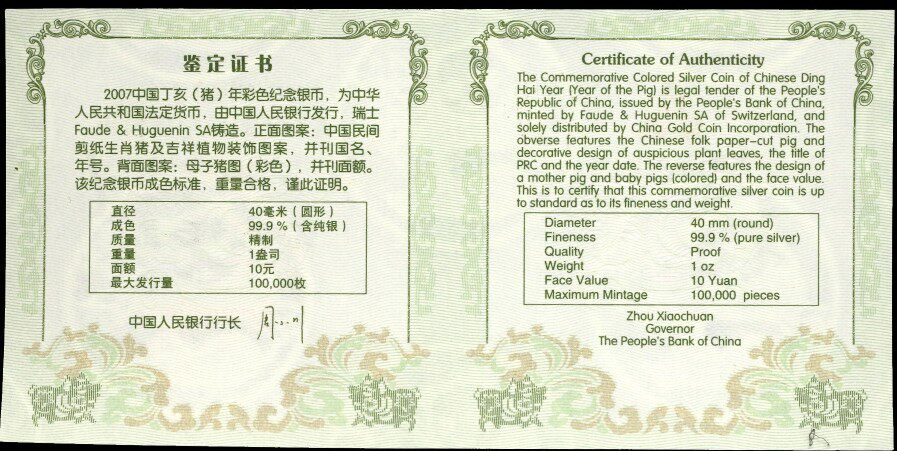 鉴定证书
2007中国丁亥（猪）年彩色纪念银币，为中华
人民共和国法定货币，由中国人民银行发行，瑞士
Faude & Huguenin SA铸造。正面图案：中国民间
剪纸生肖猪及吉祥植物装饰图案，并刊国名、
年号。背面图案：母子猪图（彩色），并刊面额。
该纪念银币成色标准，重量合格，谨此证明。
直径 40毫米（圆形）
成色 99.9％（含纯银）
质量 精制
重量 1盎司
面额 10元
最大发行量 100,000枚
中国人民银行行长
Certificate of Authenticity
The Commemorative Colored Silver Coin of Chinese Ding
Hai Year (Year of the Pig) is legal tender of the People's
Republic of China, issued by the People's Bank of China,
minted by Faude & Huguenin SA of Switzerland, and
solely distributed by China Gold Coin Incorporation. The
obverse features the Chinese folk paper-cut pig and
decorative design of auspicious plant leaves, the title of
PRC and the year date. The reverse features the design of
a mother pig and baby pigs (colored) and the face value.
This is to certify that this commemorative silver coin is up
to standard as to its fineness and weight.
Diameter 40 mm (round)
Fineness 99.9 % (pure silver)
Quality Proof
Weight 1 oz
Face Value 10 Yuan
Maximum Mintage 100,000 pieces
Zhou Xiaochuan
Governor
The People's Bank of China